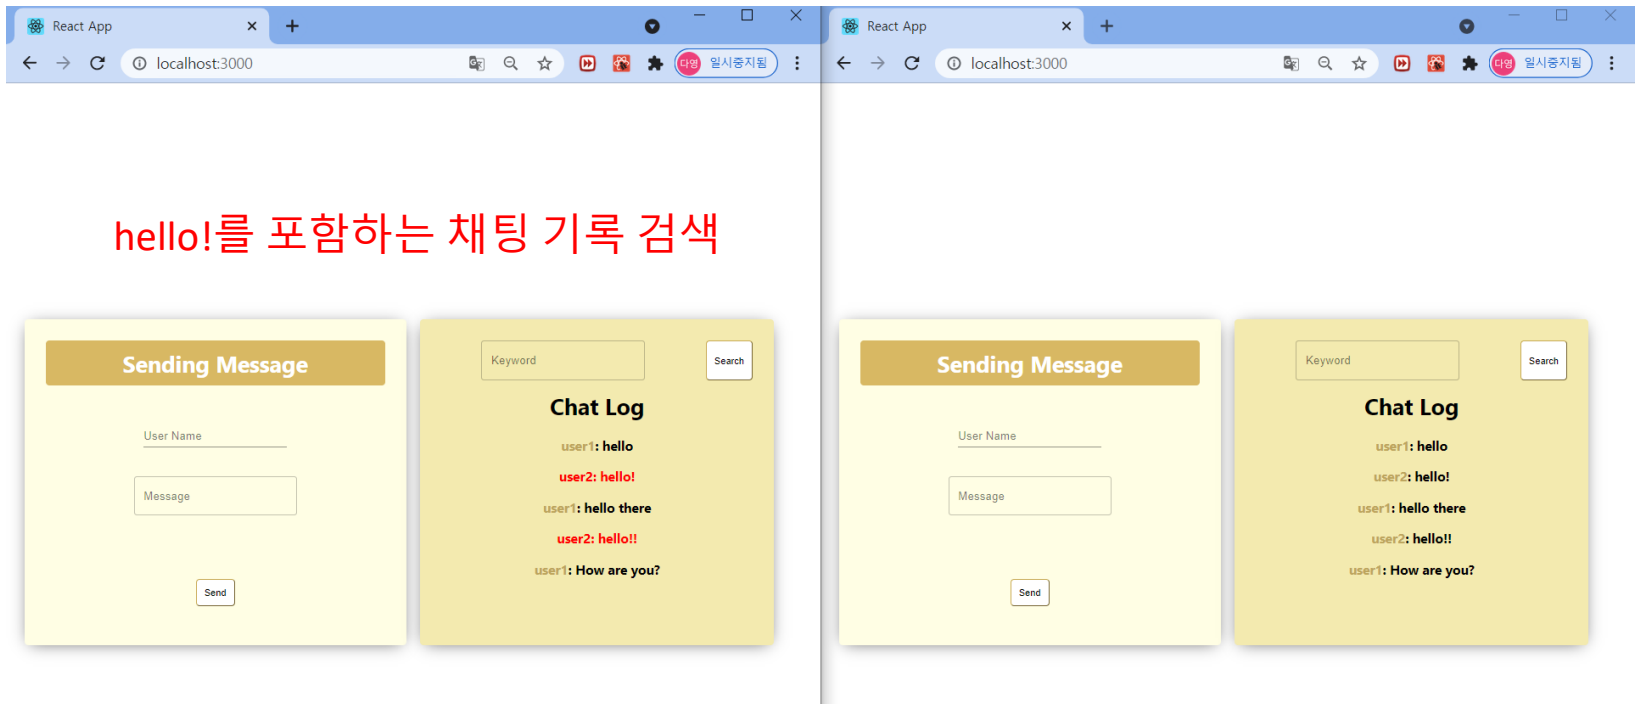 React App
localhost:3000
다영
일시중지됨
hello!를 포함하는 채팅 기록 검색
Sending Message
User Name
Message
Send
Keyword
Search
Chat Log
user1: hello
user2: hello!
user1: hello there
user2: hello!!
user1: How are you?
React App
localhost:3000
다영
일시중지됨
Sending Message
User Name
Message
Send
Keyword
Search
Chat Log
user1: hello
user2: hello!
user1: hello there
user2: hello!!
user1: How are you?